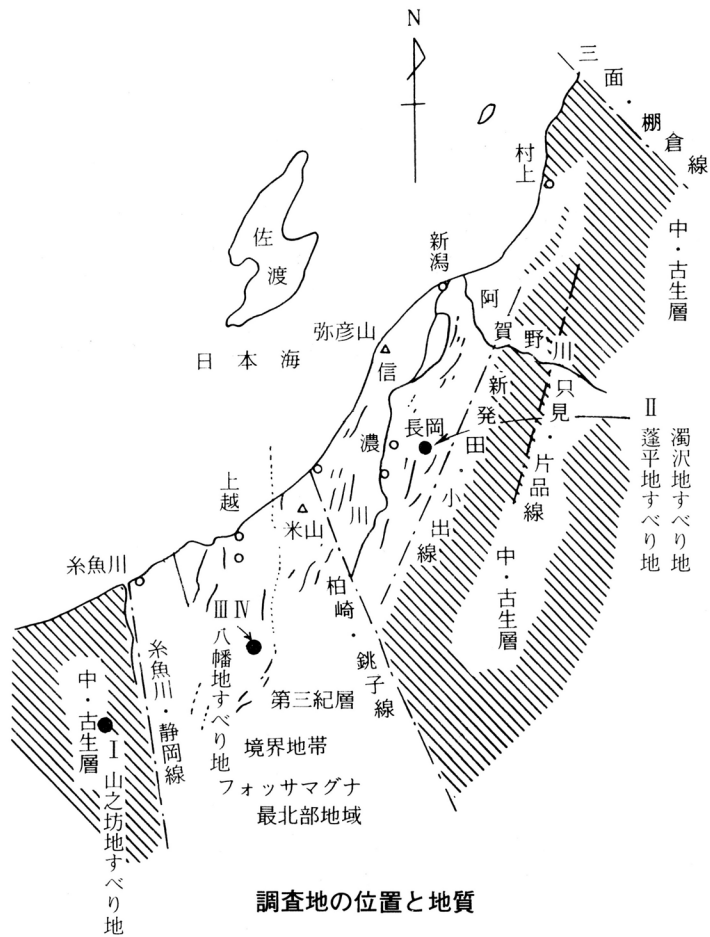 N
三面・棚倉線
村上
佐渡
新潟
中・古生層
阿賀野川
弥彦山
日本海
信濃川
新発田・小出線
只見・片品線
Ⅱ
濁沢地すべり地
蓬平地すべり地
長岡
上越
米山
糸魚川
柏崎・銚子線
中・古生層
ⅢⅣ
八幡地すべり地
糸魚川・静岡線
中・古生層
第三紀層
境界地帯
フォッサマグナ
最北部地域
Ⅰ
山之坊地すべり地
調査地の位置と地質